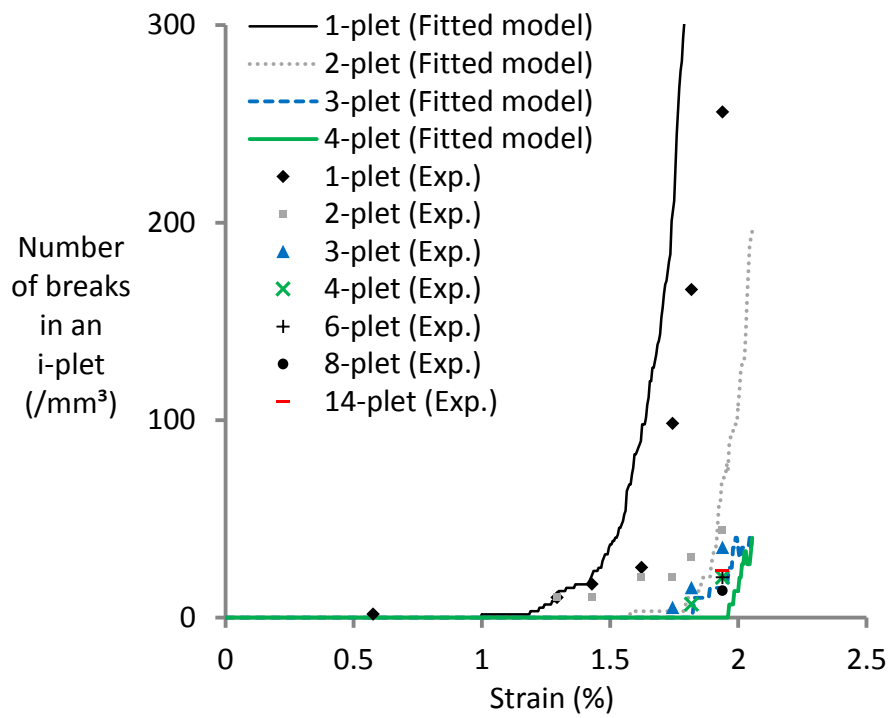 300
200
100
0
Number
of breaks
in an
i-plet
(/mm³)
1-plet (Fitted model)
2-plet (Fitted model)
3-plet (Fitted model)
4-plet (Fitted model)
1-plet (Exp.)
2-plet (Exp.)
3-plet (Exp.)
4-plet (Exp.)
6-plet (Exp.)
8-plet (Exp.)
14-plet (Exp.)
0 0.5 1 1.5 2 2.5
Strain (%)